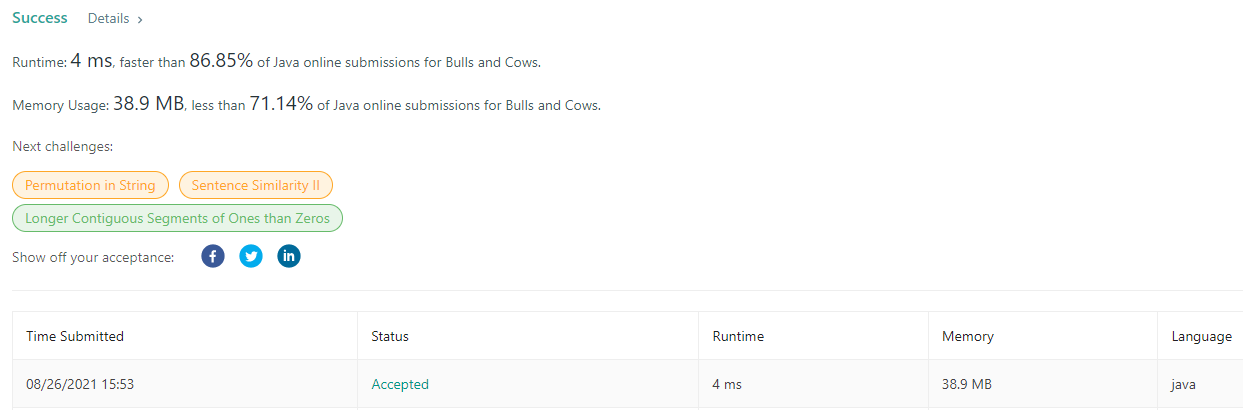 Success Details >
Runtime: 4 ms, faster than 86.85% of Java online submissions for Bulls and Cows.
Memory Usage: 38.9 MB, less than 71.14% of Java online submissions for Bulls and Cows.
Next challenges:
Permutation in String Sentence Similarity II
Longer Contiguous Segments of Ones than Zeros
Show off your acceptance: f in
Time Submitted Status Runtime Memory Language
08/26/2021 15:53 Accepted 4 ms 38.9 MB java